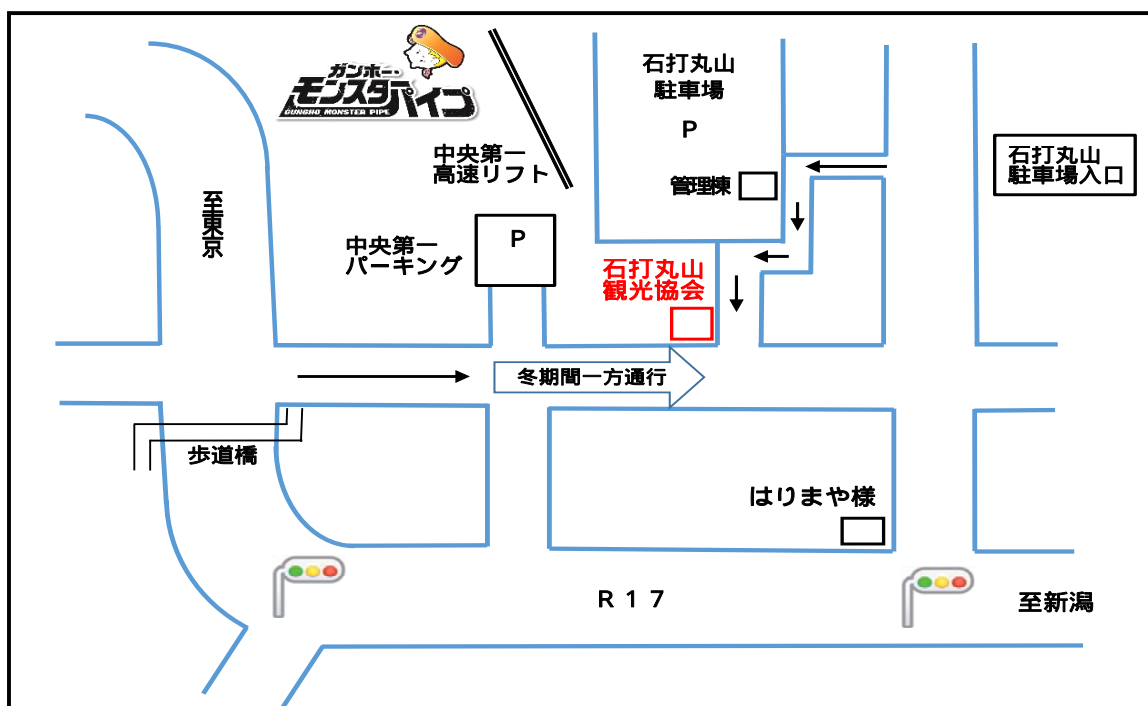 ガンホー・
モンスターパイプ
GUNGHO MONSTER PIPE
石打丸山
駐車場
P
中央第一
高速リフト
管理棟
石打丸山
駐車場入口
至東京
中央第一
パーキング
P
石打丸山
観光協会
冬期間一方通行
歩道橋
はりまや様
R17
至新潟